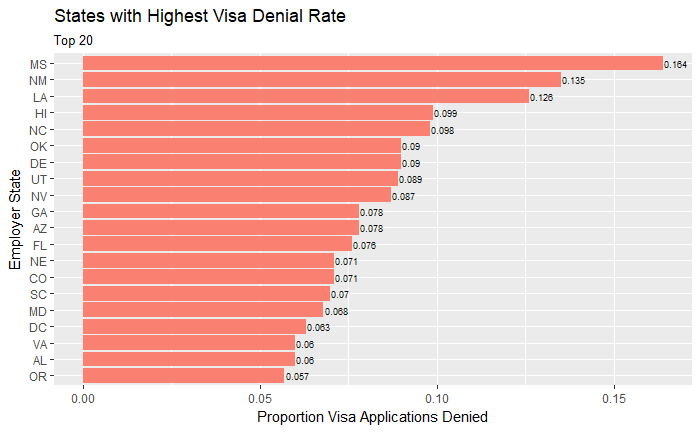 States with Highest Visa Denial Rate
Top 20
Employer State
MS 0.164
NM 0.135
LA 0.126
HI 0.099
NC 0.098
OK 0.09
DE 0.09
UT 0.089
NV 0.087
GA 0.078
AZ 0.078
FL 0.076
NE 0.071
CO 0.071
SC 0.07
MD 0.068
DC 0.063
VA 0.06
AL 0.06
OR 0.057
0.00 0.05 0.10 0.15
Proportion Visa Applications Denied